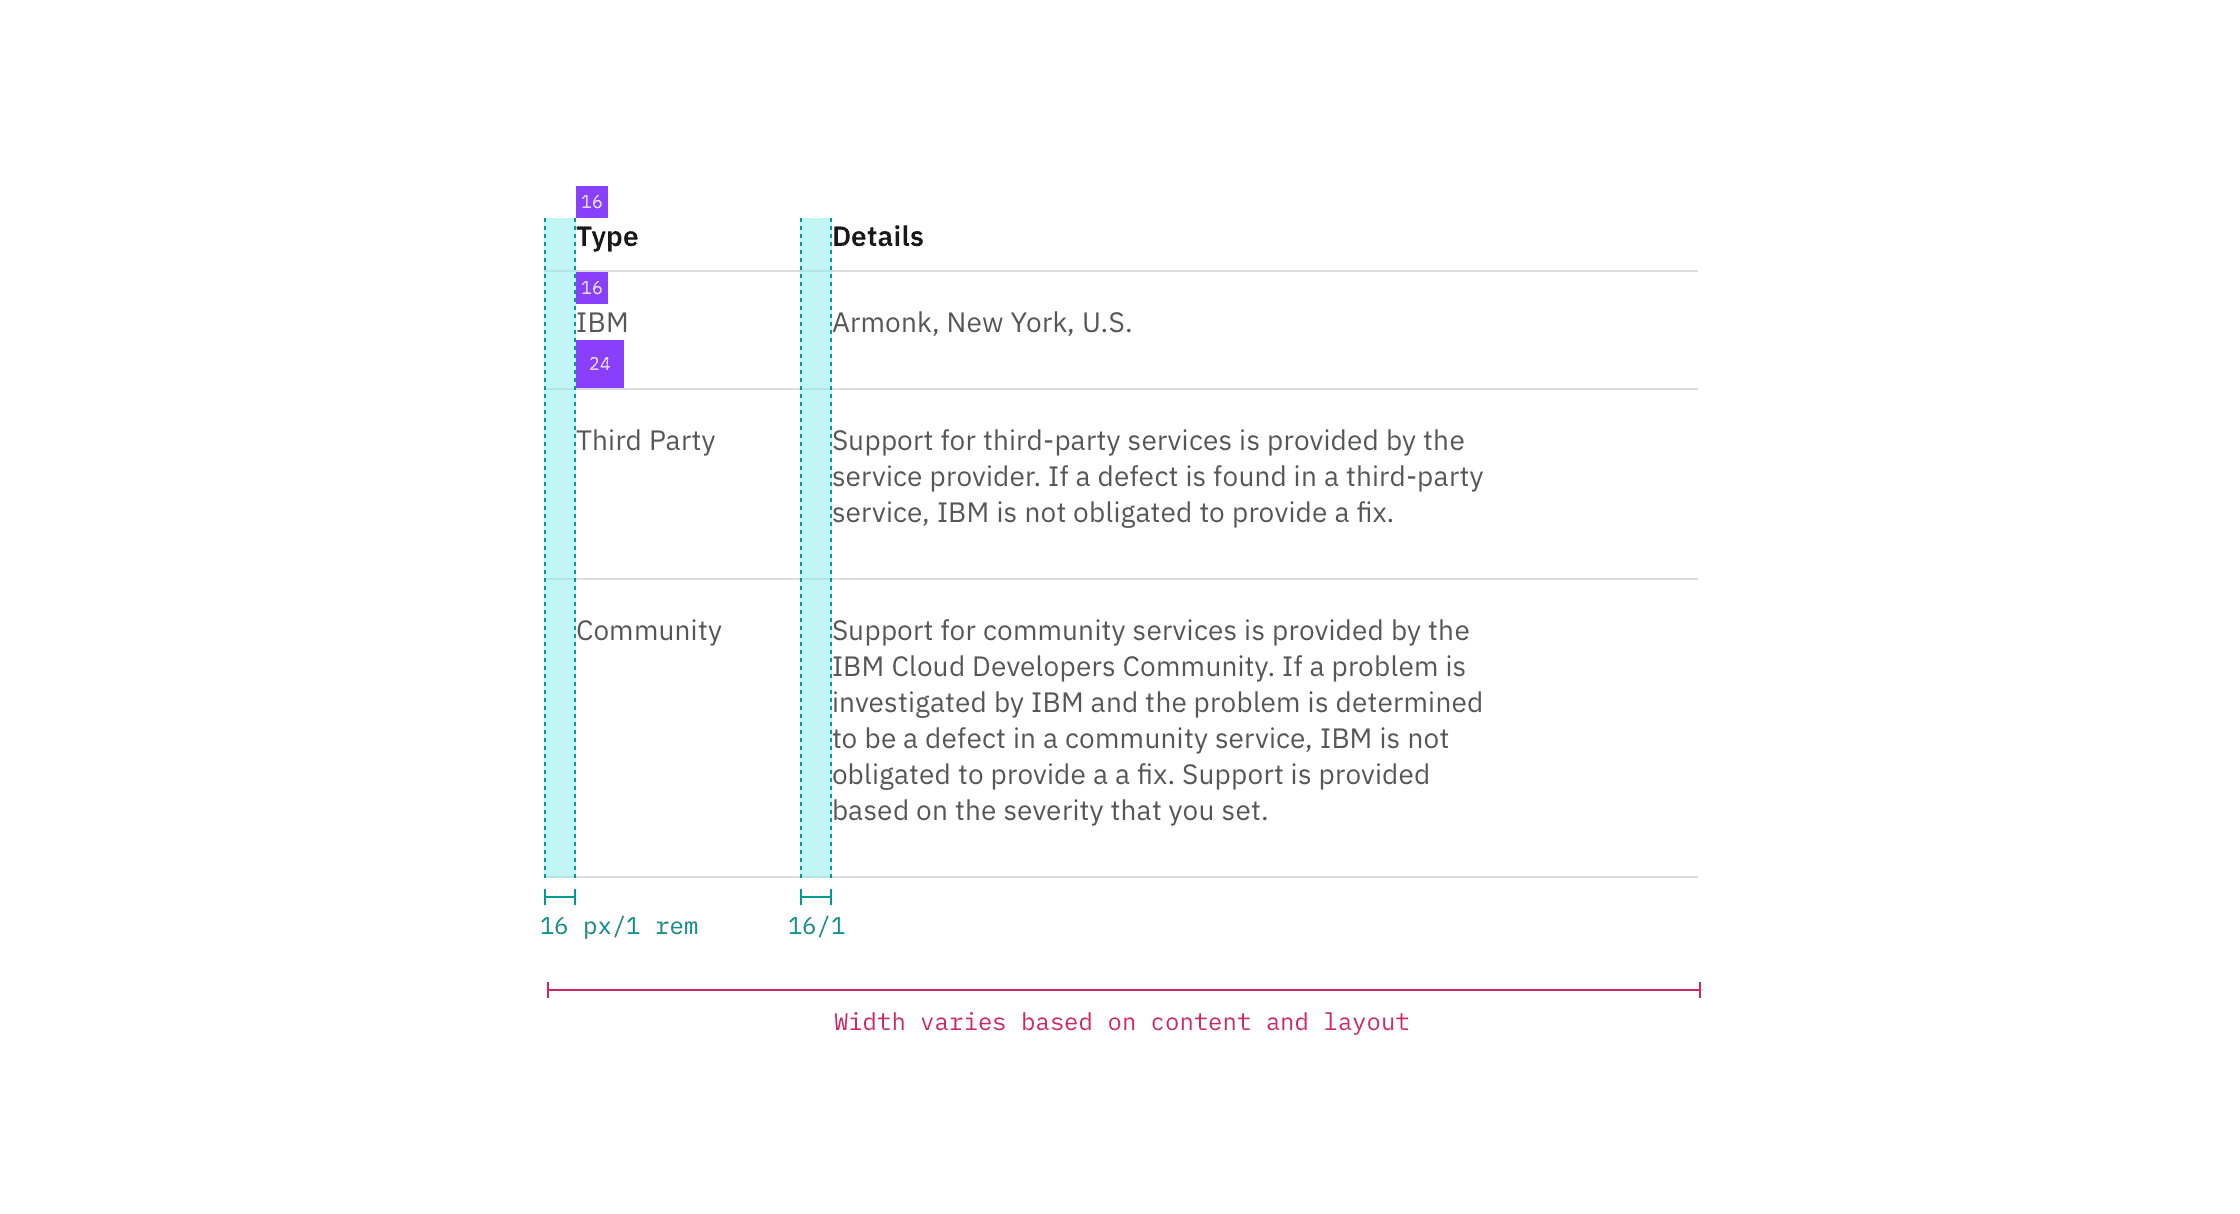 16
Type
Details
16
IBM
Armonk, New York, U.S.
24
Third Party
Support for third-party services is provided by the
service provider. If a defect is found in a third-party
service, IBM is not obligated to provide a fix.
Community
Support for community services is provided by the
IBM Cloud Developers Community. If a problem is
investigated by IBM and the problem is determined
to be a defect in a community service, IBM is not
obligated to provide a a fix. Support is provided
based on the severity that you set.
16 px/1 rem
16/1
Width varies based on content and layout